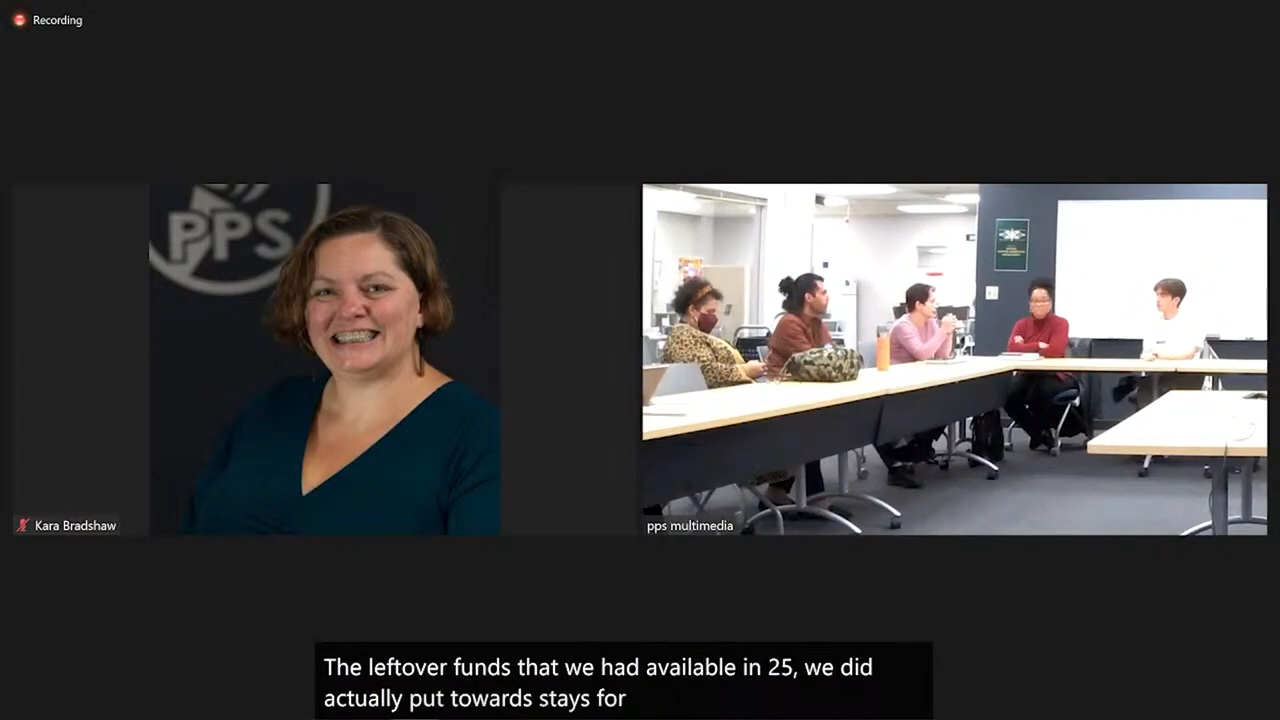 Recording
PPS
Kara Bradshaw
pps multimedia
The leftover funds that we had available in 25, we did
actually put towards stays for